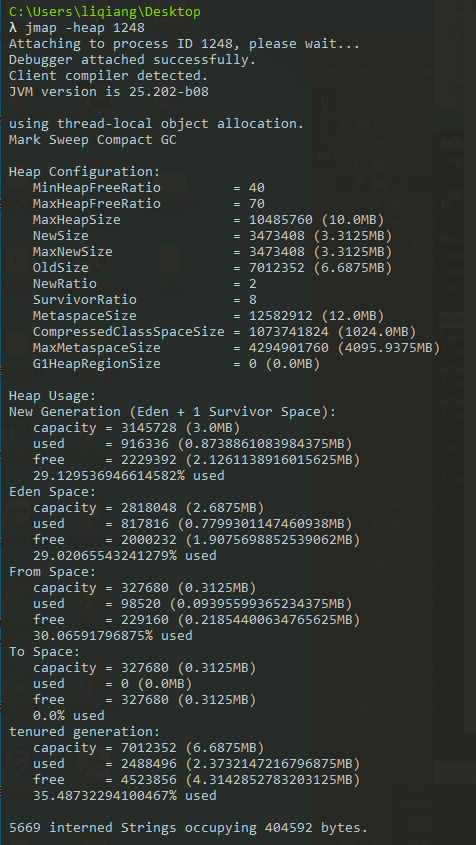 C:\Users\liqiang\Desktop
λ jmap -heap 1248
Attaching to process ID 1248, please wait...
Debugger attached successfully.
Client compiler detected.
JVM version is 25.202-b08
using thread-local object allocation.
Mark Sweep Compact GC
Heap Configuration:
MinHeapFreeRatio = 40
MaxHeapFreeRatio = 70
MaxHeapSize = 10485760 (10.0MB)
NewSize = 3473408 (3.3125MB)
MaxNewSize = 3473408 (3.3125MB)
OldSize = 7012352 (6.6875MB)
NewRatio = 2
SurvivorRatio = 8
MetaspaceSize = 12582912 (12.0MB)
CompressedClassSpaceSize = 1073741824 (1024.0MB)
MaxMetaspaceSize = 4294901760 (4095.9375MB)
G1HeapRegionSize = 0 (0.0MB)
Heap Usage:
New Generation (Eden + 1 Survivor Space):
capacity = 3145728 (3.0MB)
used = 916336 (0.8738861083984375MB)
free = 2229392 (2.1261138916015625MB)
29.129536946614582% used
Eden Space:
capacity = 2818048 (2.6875MB)
used = 817816 (0.7799301147460938MB)
free = 2000232 (1.9075698852539062MB)
29.02065543241279% used
From Space:
capacity = 327680 (0.3125MB)
used = 98520 (0.09395599365234375MB)
free = 229160 (0.21854400634765625MB)
30.06591796875% used
To Space:
capacity = 327680 (0.3125MB)
used = 0 (0.0MB)
free = 327680 (0.3125MB)
0.0% used
tenured generation:
capacity = 7012352 (6.6875MB)
used = 2488496 (2.3732147216796875MB)
free = 4523856 (4.3142852783203125MB)
35.48732294100467% used
5669 interned Strings occupying 404592 bytes.